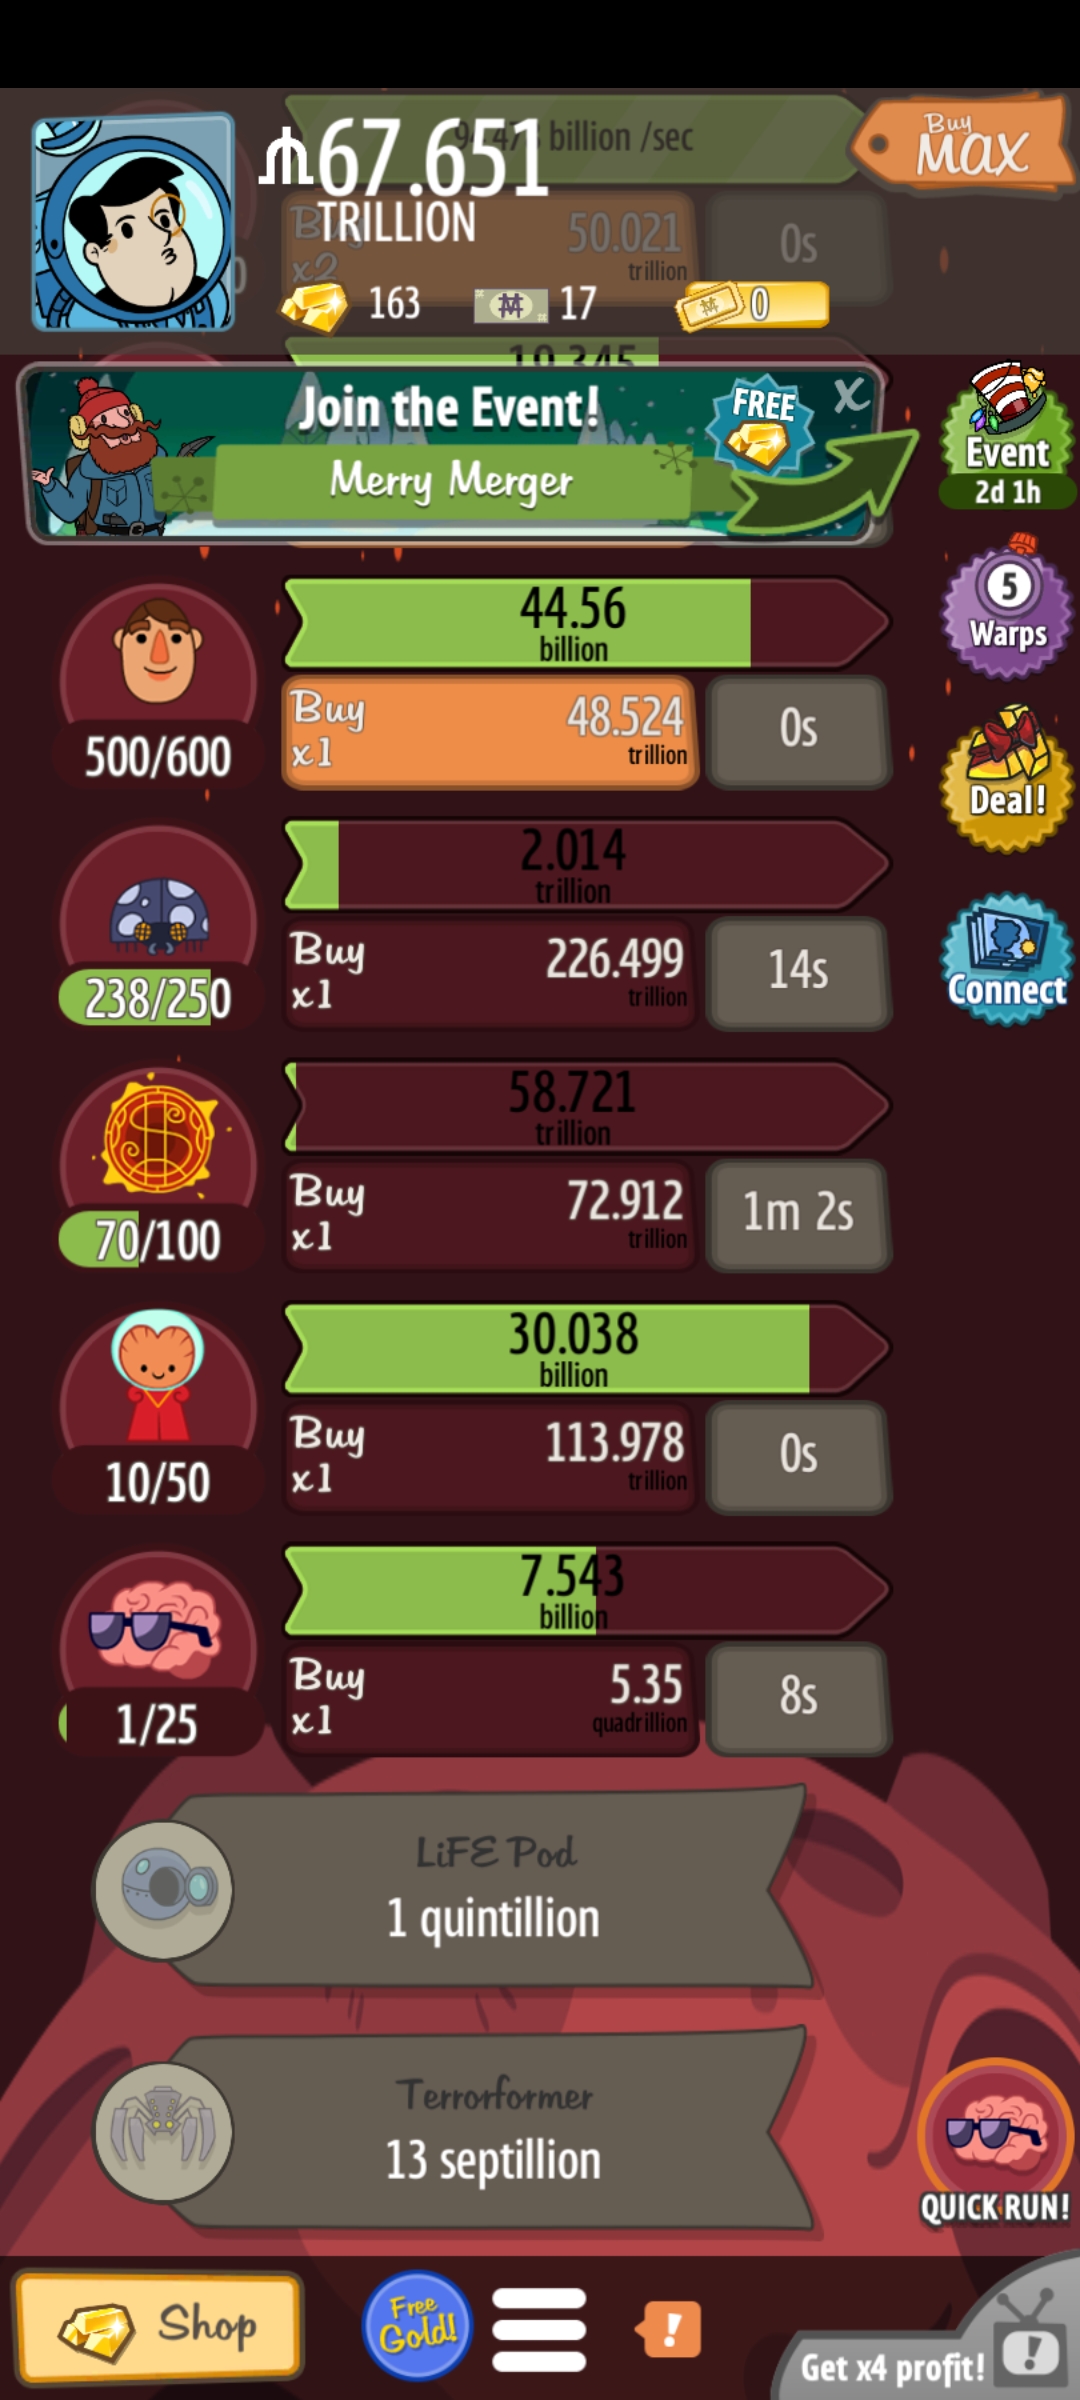 billion /sec
67.651
TRILLION
Buy
MAX
x2
50.021
trillion
0s
163
17
0
19.345
Join the Event!
FREE
X
Merry Merger
Event
2d 1h
44.56
billion
500/600
Buy
x1
48.524
trillion
0s
5
Warps
2.014
trillion
238/250
Buy
x1
226.499
trillion
14s
Deal!
Connect
58.721
trillion
70/100
Buy
x1
72.912
trillion
1m 2s
30.038
billion
10/50
Buy
x1
113.978
trillion
0s
7.543
billion
1/25
Buy
x1
5.35
quadrillion
8s
LiFE Pod
1 quintillion
Terrorformer
13 septillion
QUICK RUN!
Shop
Free
Gold!
!
Get x4 profit!
!